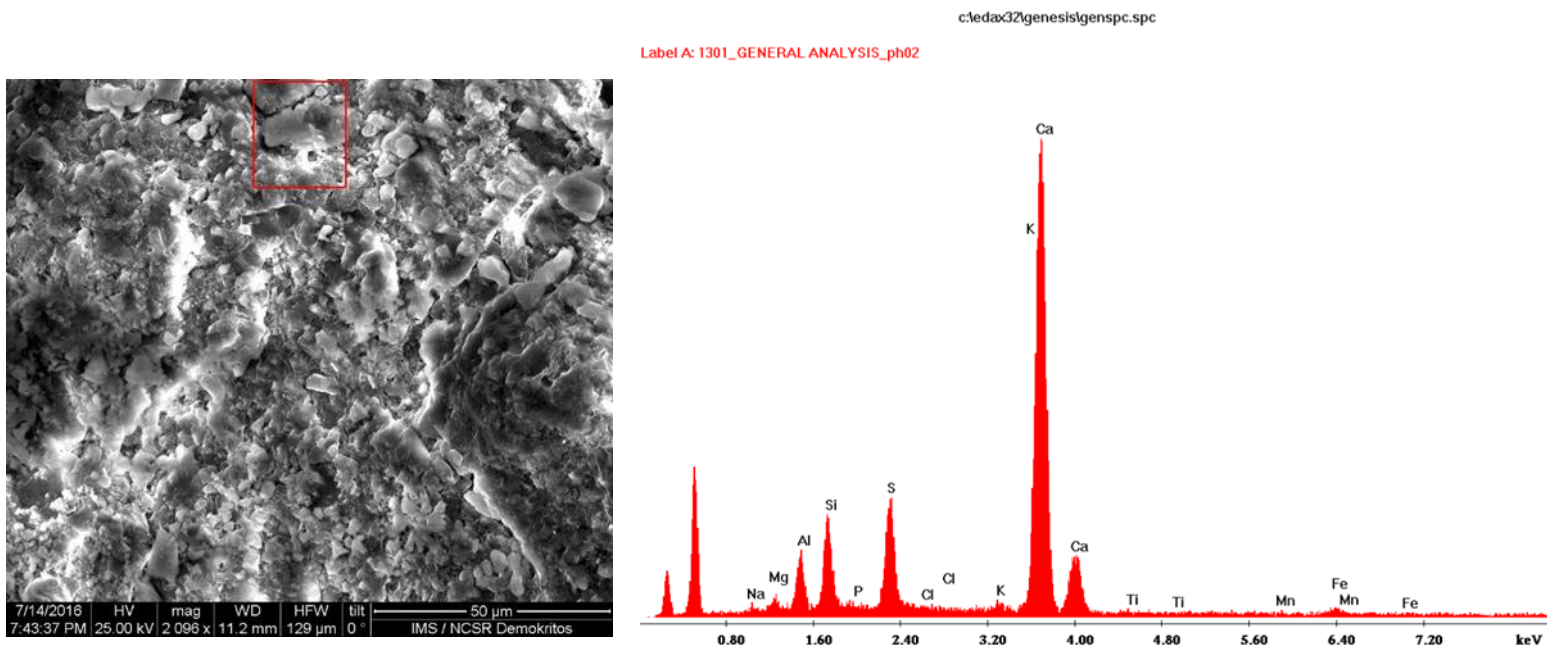 c:\edax32\genesis\genspc.spc
Label A: 1301_GENERAL ANALYSIS_ph02
Ca
K
S
Si
Al
Ca
Mg
Cl
Fe
Na
P
Cl
K
Ti
Ti
Mn
Mn
Fe
0.80 1.60 2.40 3.20 4.00 4.80 5.60 6.40 7.20 keV
7/14/2016 HV mag WD HFW tilt 50 µm
7:43:37 PM 25.00 kV 2 096 x 11.2 mm 129 µm 0 ° IMS / NCSR Demokritos